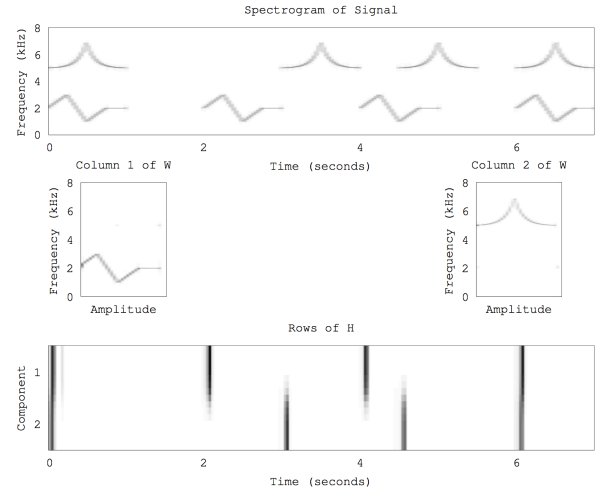 Spectrogram of Signal
Frequency (kHz)
8
6
4
2
0
0 2 4 6
Time (seconds)
Column 1 of W
Frequency (kHz)
8
6
4
2
0
Amplitude
Column 2 of W
Frequency (kHz)
8
6
4
2
0
Amplitude
Rows of H
Component
1
2
0 2 4 6
Time (seconds)